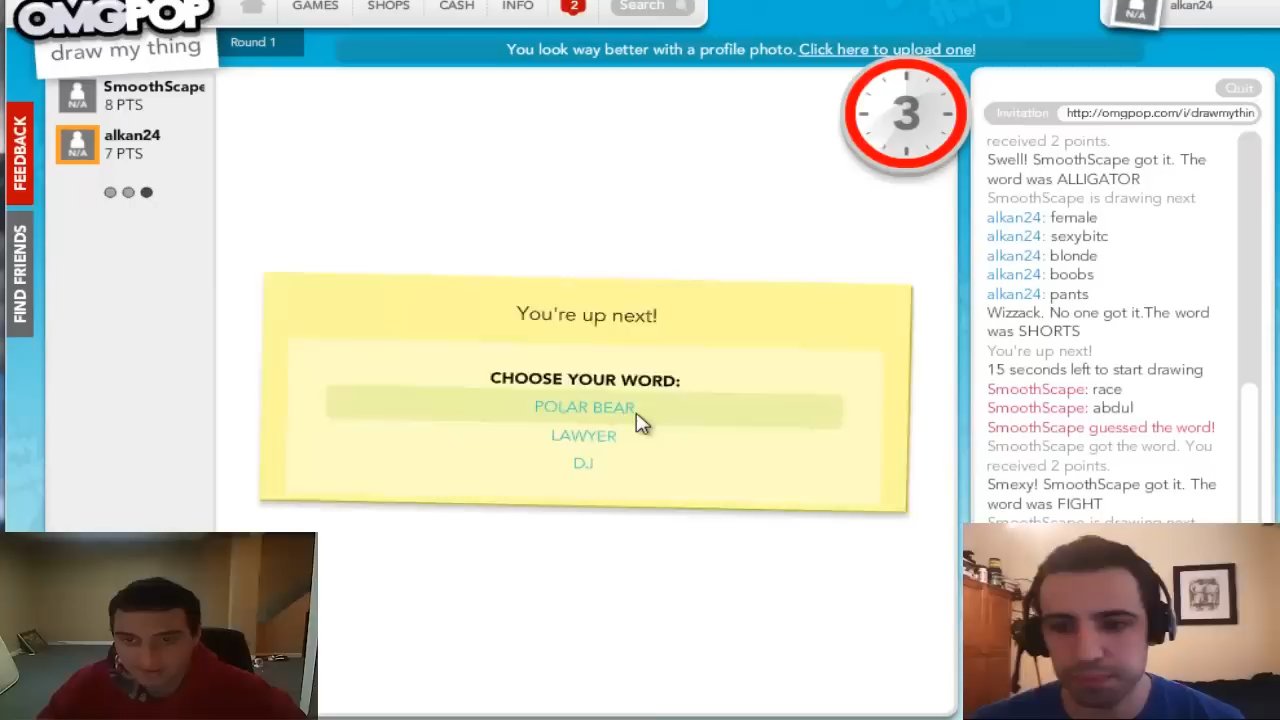 OMGPOP
draw my thing
GAMES SHOPS CASH INFO 2 Search
N/A alkan24
Round 1
You look way better with a profile photo. Click here to upload one!
FEEDBACK
FIND FRIENDS
N/A SmoothScape
8 PTS
N/A alkan24
7 PTS
3
You're up next!
CHOOSE YOUR WORD:
POLAR BEAR
LAWYER
DJ
Quit
Invitation http://omgpop.com/i/drawmythin
received 2 points.
Swell! SmoothScape got it. The
word was ALLIGATOR
SmoothScape is drawing next
alkan24: female
alkan24: sexybitc
alkan24: blonde
alkan24: boobs
alkan24: pants
Wizzack. No one got it.The word
was SHORTS
You're up next!
15 seconds left to start drawing
SmoothScape: race
SmoothScape: abdul
SmoothScape guessed the word!
SmoothScape got the word. You
received 2 points.
Smexy! SmoothScape got it. The
word was FIGHT
SmoothScape is drawing next